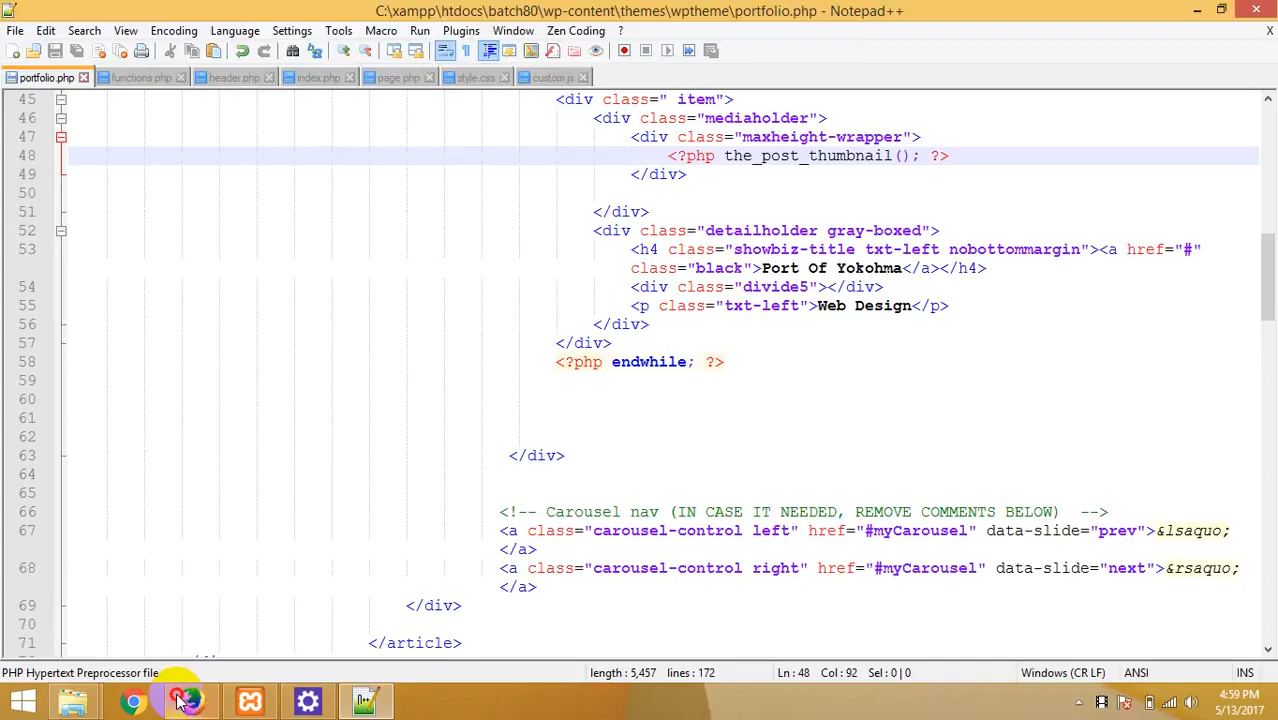 C:\xampp\htdocs\batch80\wp-content\themes\wptheme\portfolio.php - Notepad++
File Edit Search View Encoding Language Settings Tools Macro Run Plugins Window Zen Coding ? X
portfolio.php functions.php header.php index.php page.php style.css custom.js
45 <div class=" item">
46 <div class="mediaholder">
47 <div class="maxheight-wrapper">
48 <?php the_post_thumbnail(); ?>
49 </div>
50
51 </div>
52 <div class="detailholder gray-boxed">
53 <h4 class="showbiz-title txt-left nobottommargin"><a href="#"
class="black">Port Of Yokohma</a></h4>
54 <div class="divide5"></div>
55 <p class="txt-left">Web Design</p>
56 </div>
57 </div>
58 <?php endwhile; ?>
59
60
61
62
63 </div>
64
65
66 <!-- Carousel nav (IN CASE IT NEEDED, REMOVE COMMENTS BELOW)  -->
67 <a class="carousel-control left" href="#myCarousel" data-slide="prev">&lsaquo;
</a>
68 <a class="carousel-control right" href="#myCarousel" data-slide="next">&rsaquo;
</a>
69 </div>
70
71 </article>
PHP Hypertext Preprocessor file length : 5,457 lines : 172 Ln : 48 Col : 92 Sel : 0 | 0 Windows (CR LF) ANSI INS
4:59 PM
5/13/2017